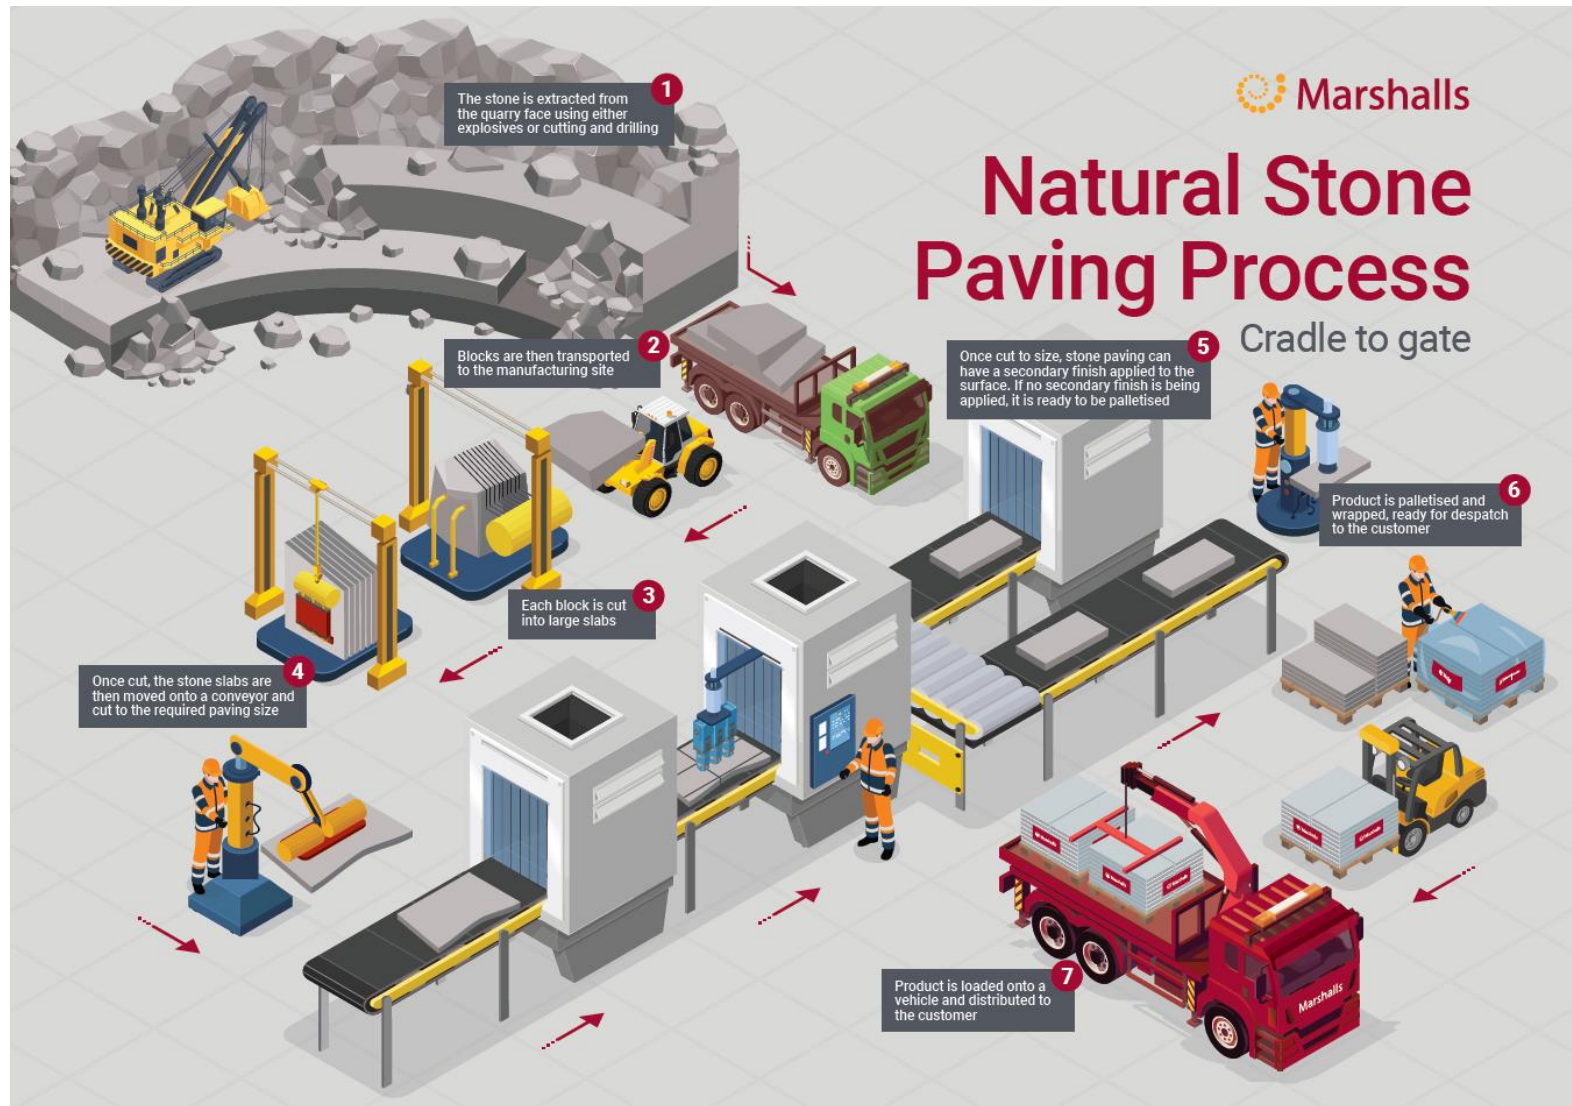 Marshalls
Natural Stone
Paving Process
Cradle to gate
1
The stone is extracted from
the quarry face using either
explosives or cutting and drilling
2
Blocks are then transported
to the manufacturing site
3
Each block is cut
into large slabs
4
Once cut, the stone slabs are
then moved onto a conveyor and
cut to the required paving size
5
Once cut to size, stone paving can
have a secondary finish applied to the
surface. If no secondary finish is being
applied, it is ready to be palletised
6
Product is palletised and
wrapped, ready for despatch
to the customer
7
Product is loaded onto a
vehicle and distributed to
the customer
Marshalls